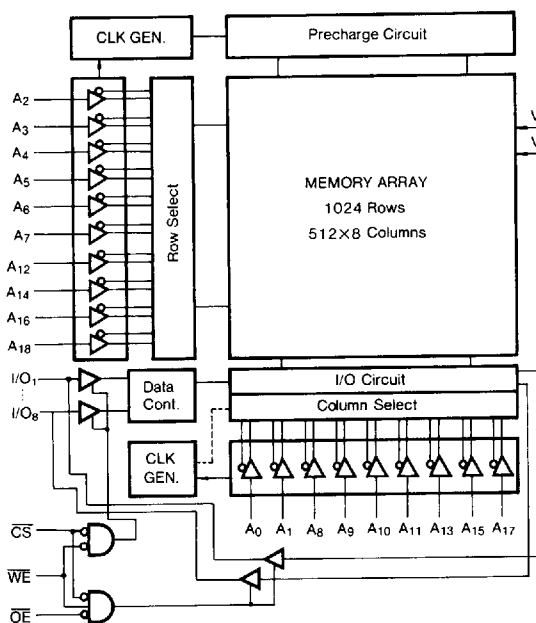 CLK GEN.
Precharge Circuit
A2
A3
A4
A5
A6
A7
A12
A14
A16
A18
Row Select
MEMORY ARRAY
1024 Rows
512×8 Columns
V
V
I/O1
I/O8
Data
Cont.
I/O Circuit
Column Select
CLK
GEN.
A0 A1 A8 A9 A10 A11 A13 A15 A17
CS
WE
OE